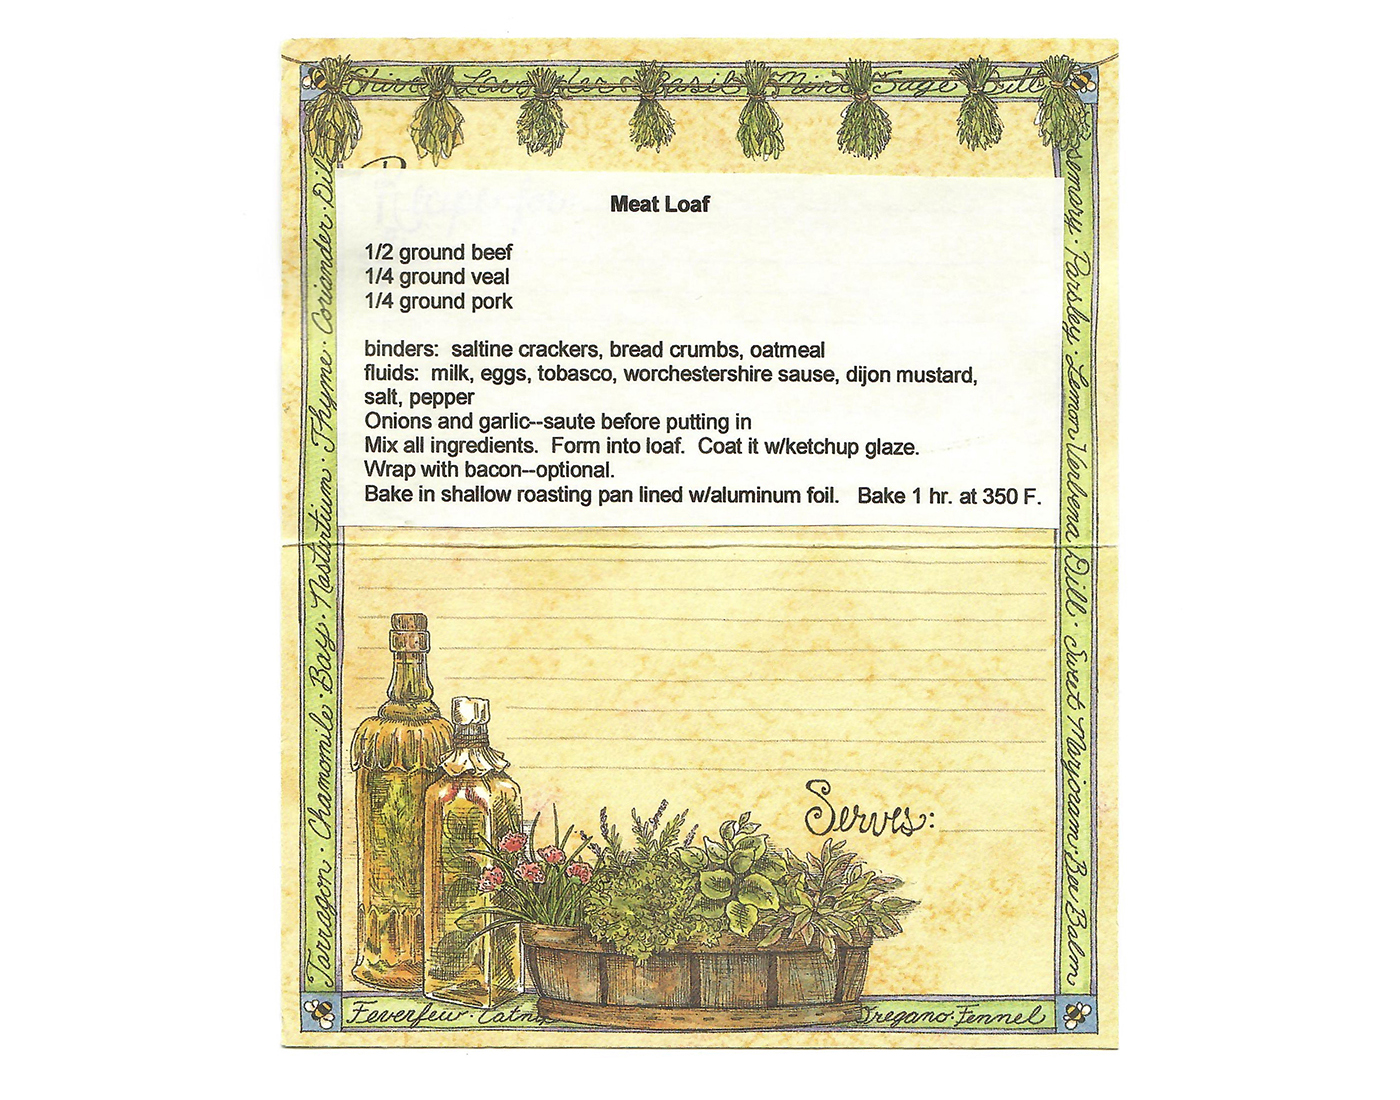 Chives Lavender Basil Mint Sage Dill
Meat Loaf
1/2 ground beef
1/4 ground veal
1/4 ground pork
binders:  saltine crackers, bread crumbs, oatmeal
fluids:  milk, eggs, tobasco, worchestershire sause, dijon mustard,
salt, pepper
Onions and garlic--saute before putting in
Mix all ingredients.  Form into loaf.  Coat it w/ketchup glaze.
Wrap with bacon--optional.
Bake in shallow roasting pan lined w/aluminum foil.   Bake 1 hr. at 350 F.
Serves:
Tarragon · Chamomile · Bay · Nasturtium · Thyme · Coriander · Dill
Rosemary · Parsley · Lemon Verbena Dill · Sweet Marjoram · Bee Balm
Feverfew · Catnip Oregano · Fennel